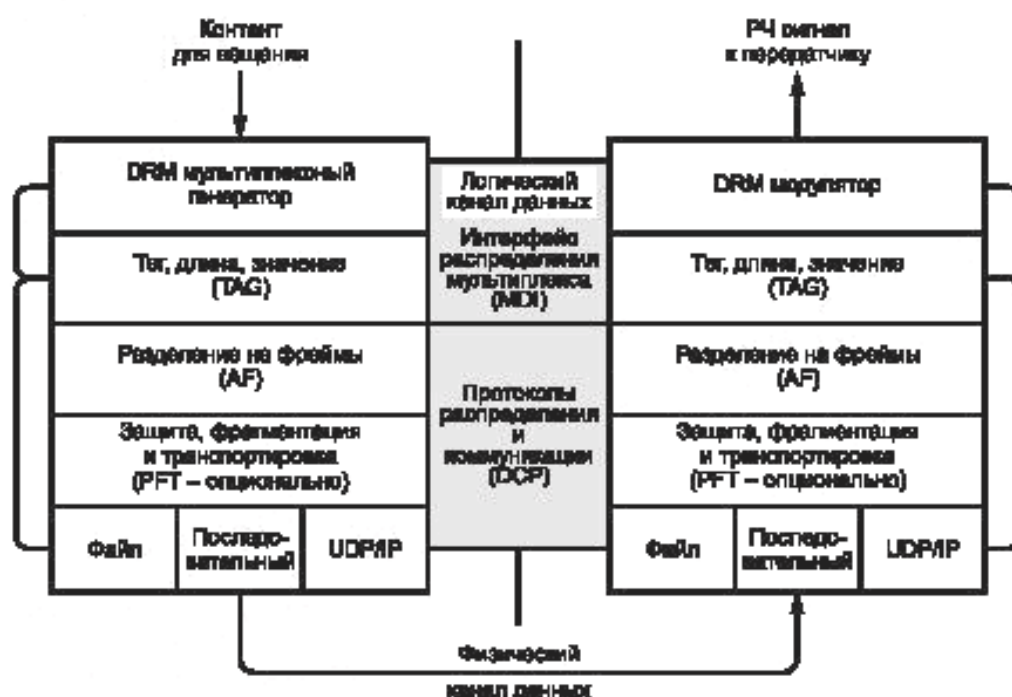 Контент
для вещания
РЧ сигнал
к передатчику
DRM мультиплексный
генератор
Тег, длина, значение
(TAG)
Разделение на фреймы
(AF)
Защита, фрагментация
и транспортировка
(PFT – опционально)
Файл
Последо-
вательный
UDP/IP
Логический
канал данных
Интерфейс
распределения
мультиплекса
(MDI)
Протоколы
распределения
и
коммуникации
(DCP)
DRM модулятор
Тег, длина, значение
(TAG)
Разделение на фреймы
(AF)
Защита, фрагментация
и транспортировка
(PFT – опционально)
Файл
Последо-
вательный
UDP/IP
Физический
канал данных